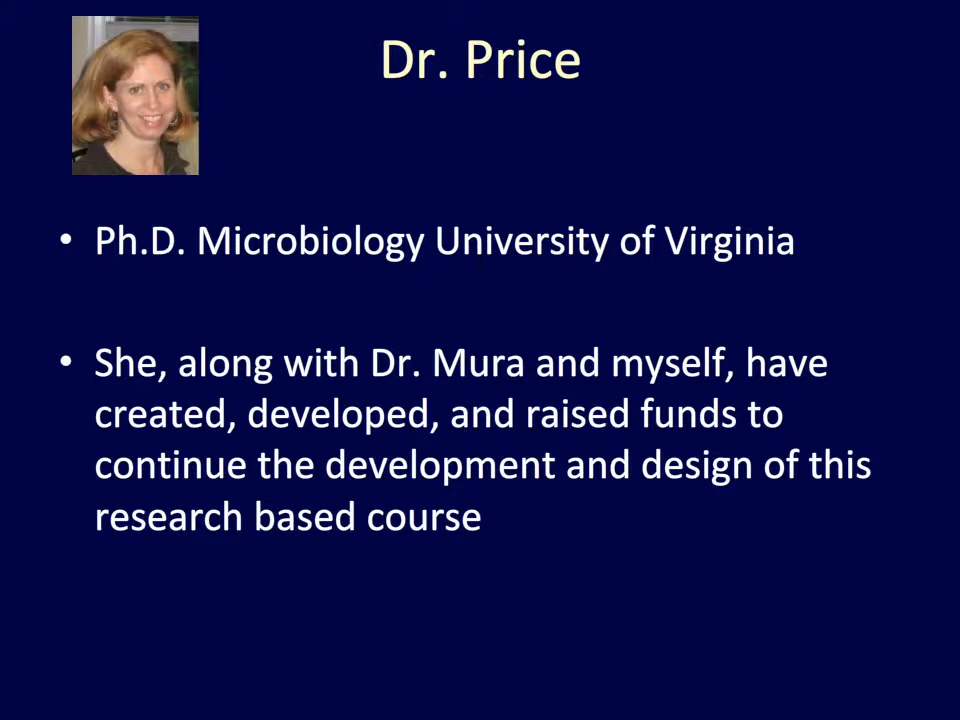 Dr. Price
• Ph.D. Microbiology University of Virginia
• She, along with Dr. Mura and myself, have
created, developed, and raised funds to
continue the development and design of this
research based course